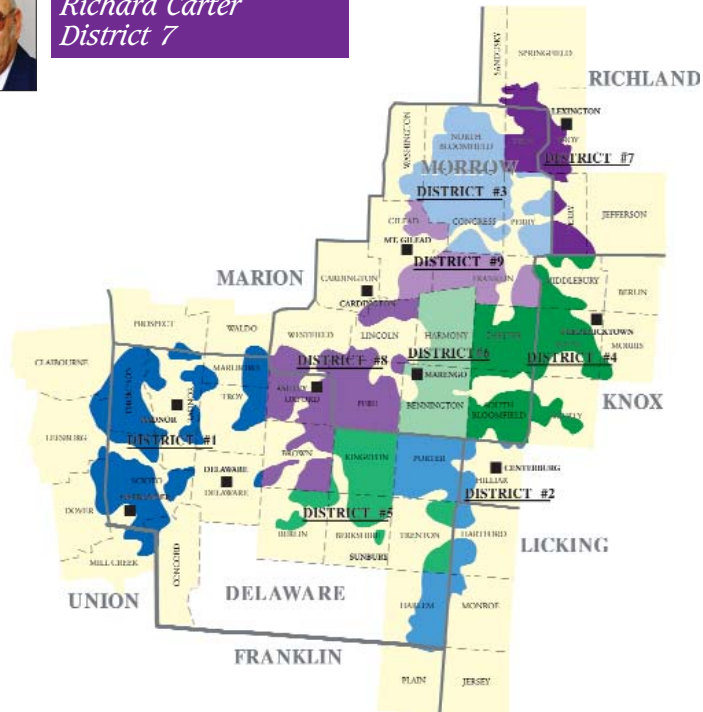 Richard Carter
District 7
SANDUSKY
SPRINGFIELD
RICHLAND
LEXINGTON
DISTRICT #7
WASHINGTON
NORTH
BLOOMFIELD
MORROW
DISTRICT #3
GILEAD
CONGRESS
PERRY
JEFFERSON
MT. GILEAD
DISTRICT #9
MARION
CARDINGTON
FRANKLIN
MIDDLEBURY
BERLIN
CARDINGTON
PROSPECT
WALDO
WESTFIELD
LINCOLN
HARMONY
CHESTER
FREDERICKTOWN
MORRIS
CLAIBOURNE
DISTRICT #8
DISTRICT #6
DISTRICT #4
THOMPSON
MARLBORO
MARENGO
TROY
OXFORD
PERU
BENNINGTON
SOUTH
BLOOMFIELD
LIBERTY
KNOX
RADNOR
RADNOR
DISTRICT #1
LEESBURG
BROWN
KINGSTON
PORTER
CENTERBURG
HILLIAR
DISTRICT #2
SCIOTO
DELAWARE
DELAWARE
DOVER
DISTRICT #5
BERLIN
BERKSHIRE
TRENTON
HARTFORD
SUNBURY
LICKING
MILL CREEK
CONCORD
UNION
DELAWARE
HARLEM
MONROE
FRANKLIN
PLAIN
JERSEY